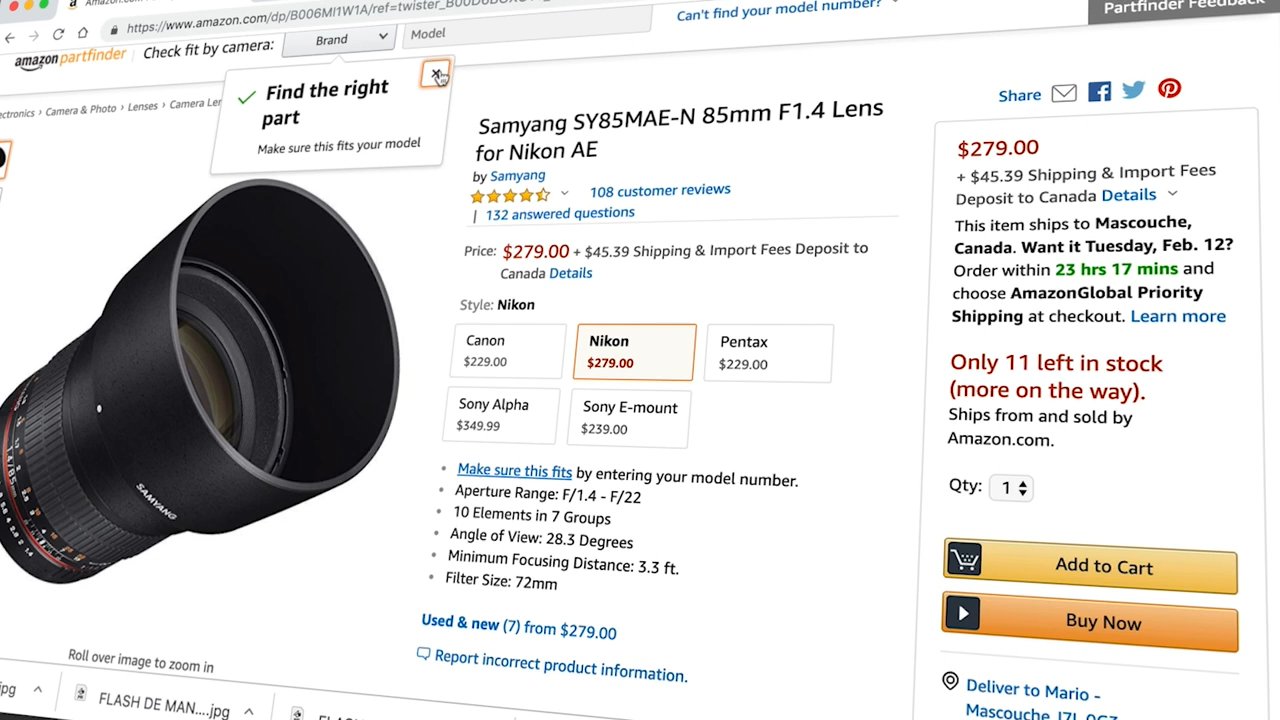 https://www.amazon.com/dp/B006MI1W1A/ref=twister_
Can't find your model number?
Partfinder Feedback
amazon partfinder
Check fit by camera:
Brand
Model
Find the right
part
Make sure this fits your model
Camera & Photo › Lenses ›
Samyang SY85MAE-N 85mm F1.4 Lens
for Nikon AE
by Samyang
108 customer reviews
| 132 answered questions
Price: $279.00 + $45.39 Shipping & Import Fees Deposit to
Canada Details
Style: Nikon
Canon
$229.00
Nikon
$279.00
Pentax
$229.00
Sony Alpha
$349.99
Sony E-mount
$239.00
Make sure this fits by entering your model number.
Aperture Range: F/1.4 - F/22
10 Elements in 7 Groups
Angle of View: 28.3 Degrees
Minimum Focusing Distance: 3.3 ft.
Filter Size: 72mm
Used & new (7) from $279.00
Report incorrect product information.
SAMYANG
Roll over image to zoom in
Share
$279.00
+ $45.39 Shipping & Import Fees
Deposit to Canada Details
This item ships to Mascouche,
Canada. Want it Tuesday, Feb. 12?
Order within 23 hrs 17 mins and
choose AmazonGlobal Priority
Shipping at checkout. Learn more
Only 11 left in stock
(more on the way).
Ships from and sold by
Amazon.com.
Qty: 1
Add to Cart
Buy Now
Deliver to Mario -
Mascouche
jpg
FLASH DE MAN....jpg